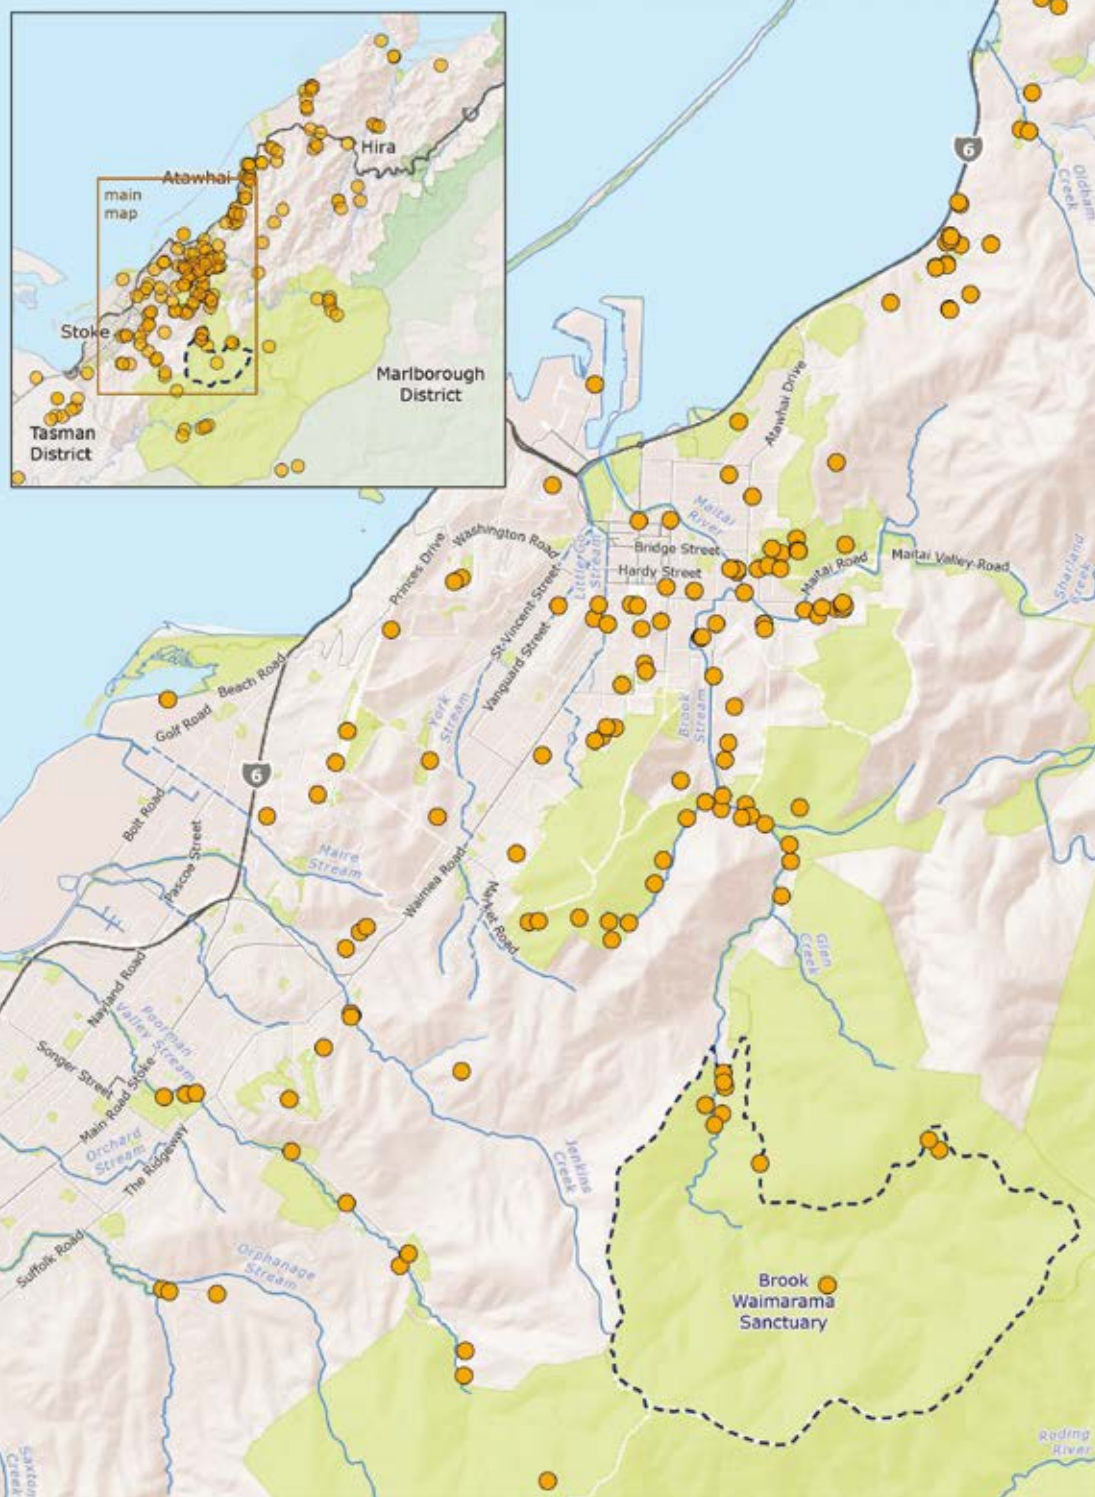 Hira
Atawhai
main
map
Stoke
Marlborough
District
Tasman
District
6
Oldham
Creek
Atawhai Drive
Maitai
River
Washington Road
Princes Drive
Bridge Street
Hardy Street
Maitai Road
Maitai Valley Road
Sharland
Creek
Little Go
Stream
St Vincent Street
Vanguard Street
York
Stream
Brook
Stream
Beach Road
Golf Road
6
Bolt Road
Pascoe Street
Maire
Stream
Waimea Road
Market Road
Glen
Creek
Nayland Road
Poorman
Valley Stream
Songer Street
Main Road Stoke
Orchard
Stream
The Ridgeway
Jenkins
Creek
Suffolk Road
Orphanage
Stream
Brook
Waimarama
Sanctuary
Roding
River
Saxton
Creek